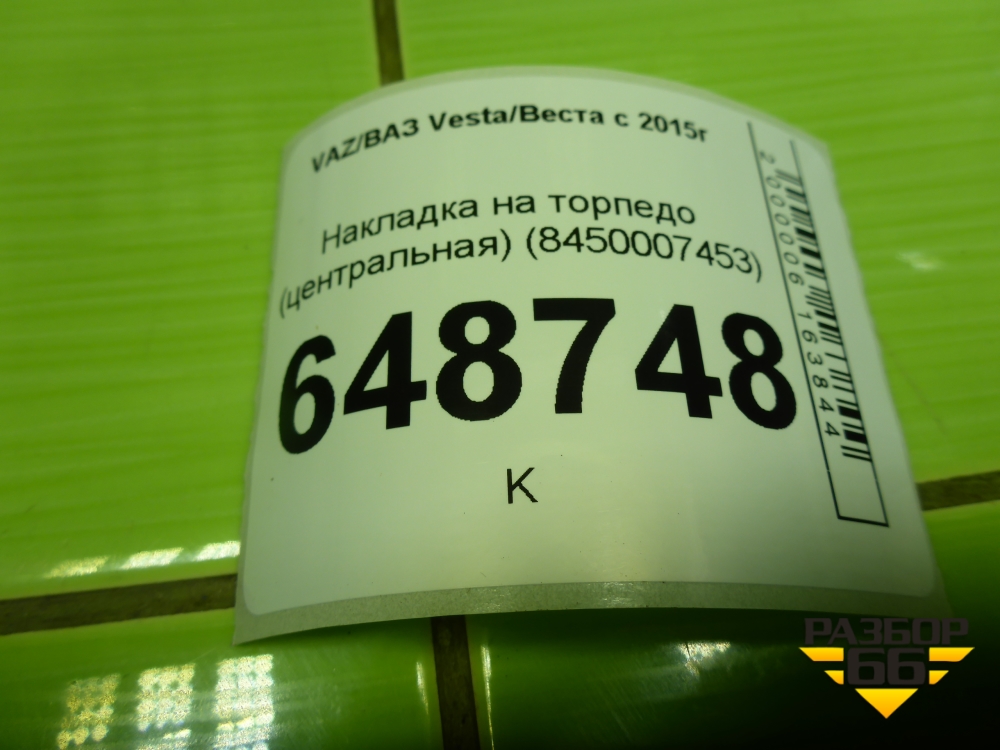 VAZ/ВАЗ Vesta/Веста с 2015г
Накладка на торпедо
(центральная) (8450007453)
648748
К
2000006163844
РАЗБОР
66